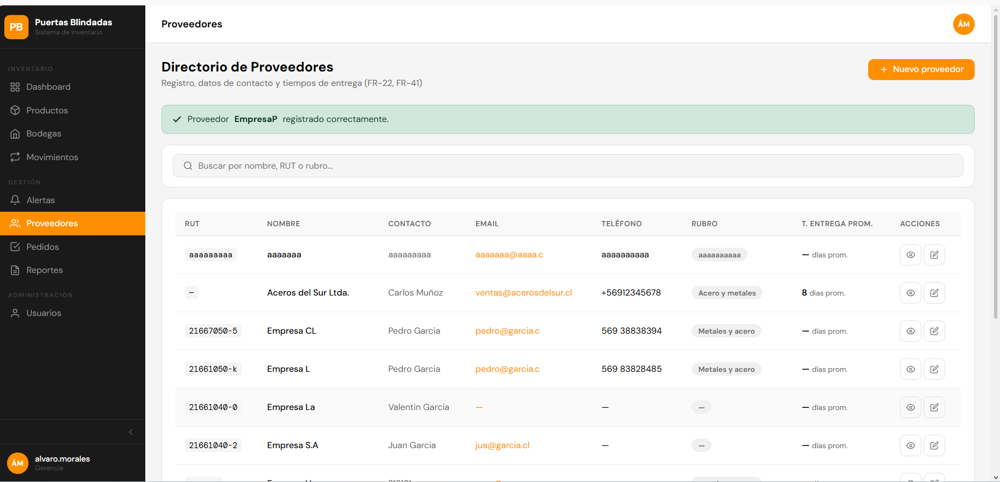 PB
Puertas Blindadas
Sistema de Inventario
INVENTARIO
Dashboard
Productos
Bodegas
Movimientos
GESTIÓN
Alertas
Proveedores
Pedidos
Reportes
ADMINISTRACIÓN
Usuarios
ÁM
alvaro.morales
Gerencia
Proveedores
ÁM
Directorio de Proveedores
Registro, datos de contacto y tiempos de entrega (FR-22, FR-41)
+ Nuevo proveedor
Proveedor EmpresaP registrado correctamente.
Buscar por nombre, RUT o rubro...
RUT NOMBRE CONTACTO EMAIL TELÉFONO RUBRO T. ENTREGA PROM. ACCIONES
aaaaaaaaa aaaaaaa aaaaaaaaa aaaaaaa@aaaa.c aaaaaaaaaa aaaaaaaaaa — días prom.
— Aceros del Sur Ltda. Carlos Muñoz ventas@acerosdelsur.cl +56912345678 Acero y metales 8 días prom.
21667050-5 Empresa CL Pedro Garcia pedro@garcia.c 569 38838394 Metales y acero — días prom.
21661050-k Empresa L Pedro Garcia pedro@garcia.c 569 83828485 Metales y acero — días prom.
21661040-0 Empresa La Valentin Garcia — — — — días prom.
21661040-2 Empresa S.A Juan Garcia jua@garcia.cl — — — días prom.